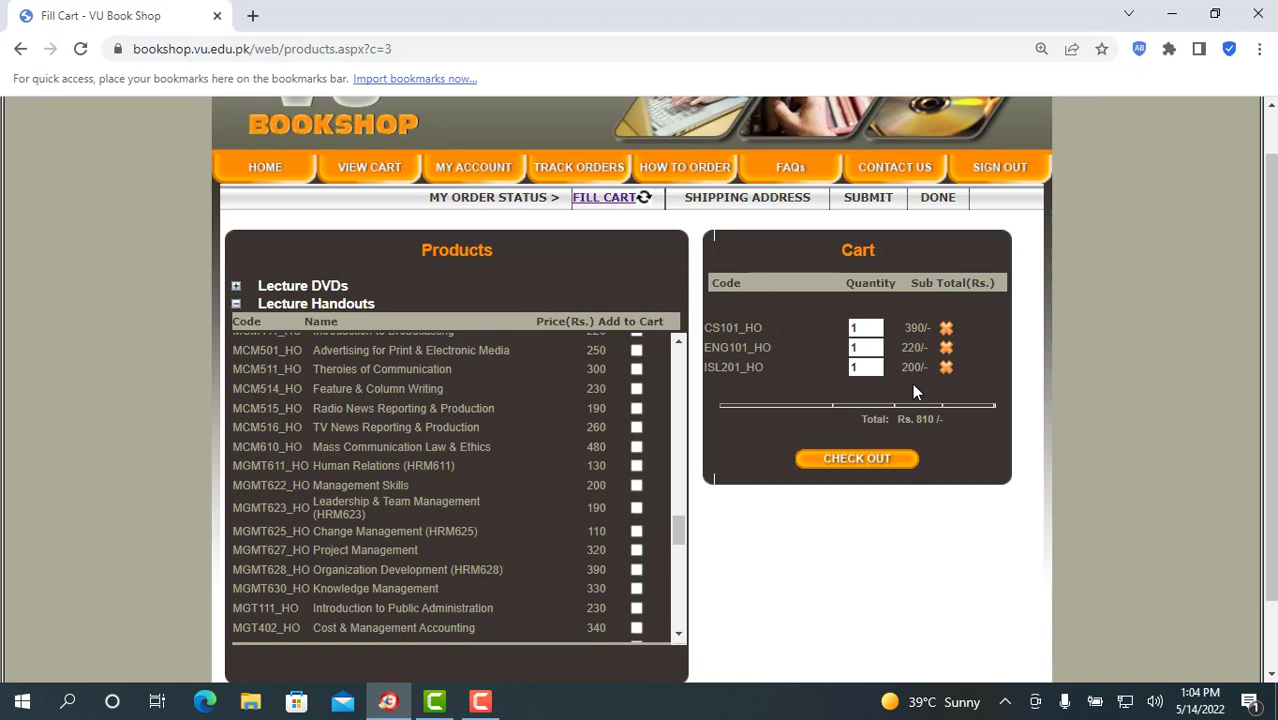 Fill Cart - VU Book Shop
bookshop.vu.edu.pk/web/products.aspx?c=3
AB
For quick access, place your bookmarks here on the bookmarks bar. Import bookmarks now...
BOOKSHOP
HOME VIEW CART MY ACCOUNT TRACK ORDERS HOW TO ORDER FAQs CONTACT US SIGN OUT
MY ORDER STATUS > FILL CART SHIPPING ADDRESS SUBMIT DONE
Products
Lecture DVDs
Lecture Handouts
Code Name Price(Rs.) Add to Cart
MCM501_HO Advertising for Print & Electronic Media 250
MCM511_HO Theroies of Communication 300
MCM514_HO Feature & Column Writing 230
MCM515_HO Radio News Reporting & Production 190
MCM516_HO TV News Reporting & Production 260
MCM610_HO Mass Communication Law & Ethics 480
MGMT611_HO Human Relations (HRM611) 130
MGMT622_HO Management Skills 200
MGMT623_HO Leadership & Team Management (HRM623) 190
MGMT625_HO Change Management (HRM625) 110
MGMT627_HO Project Management 320
MGMT628_HO Organization Development (HRM628) 390
MGMT630_HO Knowledge Management 330
MGT111_HO Introduction to Public Administration 230
MGT402_HO Cost & Management Accounting 340
Cart
Code Quantity Sub Total(Rs.)
CS101_HO 1 390/-
ENG101_HO 1 220/-
ISL201_HO 1 200/-
Total: Rs. 810 /-
CHECK OUT
39°C Sunny
1:04 PM
5/14/2022
1